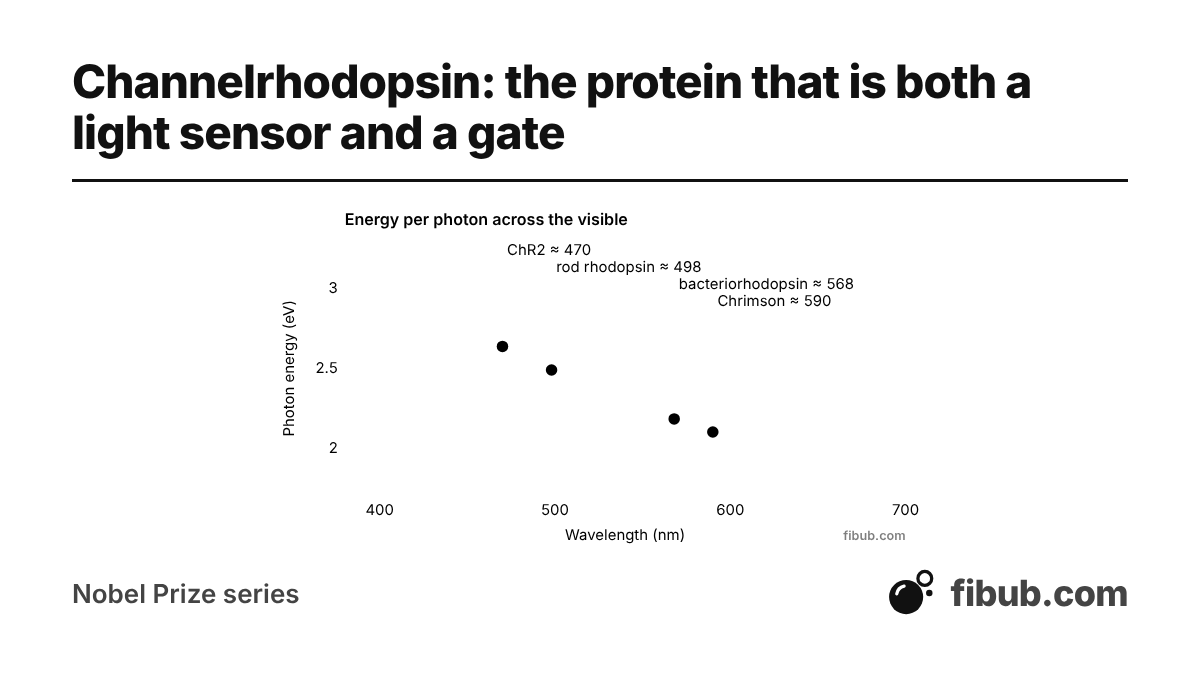 Channelrhodopsin: the protein that is both a
light sensor and a gate
Energy per photon across the visible
ChR2 ≈ 470
rod rhodopsin ≈ 498
bacteriorhodopsin ≈ 568
Chrimson ≈ 590
3
2.5
2
Photon energy (eV)
400 500 600 700
Wavelength (nm)
fibub.com
Nobel Prize series
fibub.com